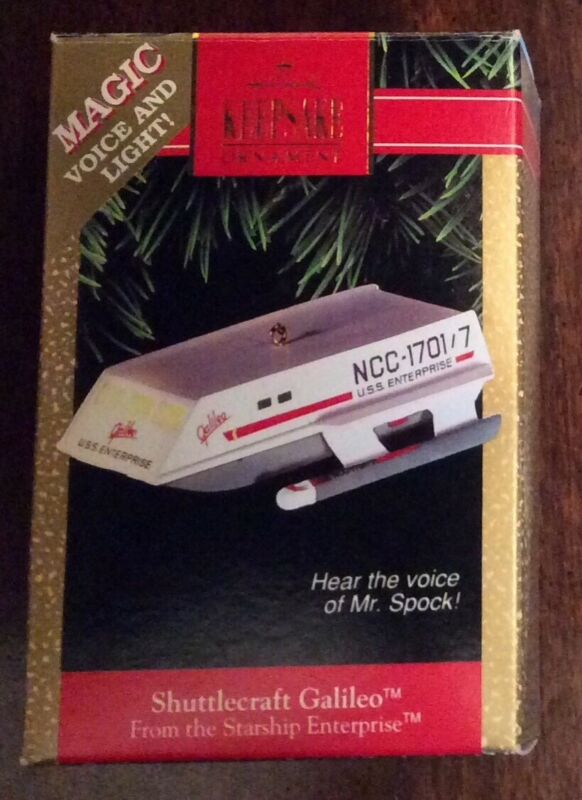 MAGIC
VOICE AND
LIGHT!
KEEPSAKE
ORNAMENT
NCC-1701/7
U.S.S. ENTERPRISE
Galileo
Galileo
U.S.S. ENTERPRISE
Hear the voice
of Mr. Spock!
Shuttlecraft Galileo™
From the Starship Enterprise™